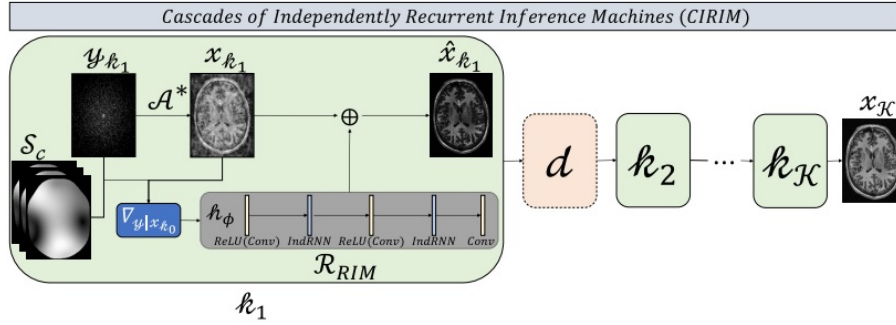 Cascades of Independently Recurrent Inference Machines (CIRIM)
𝓎𝓀₁ 𝓍𝓀₁ 𝓍̂𝓀₁
𝒜* ⊕
𝒮𝒸
∇𝓎|𝓍𝓀₀
𝒽ϕ
ReLU(Conv) IndRNN ReLU(Conv) IndRNN Conv
ℛRIM
𝓀₁
𝒹 𝓀₂ ... 𝓀𝒦
𝓍𝒦